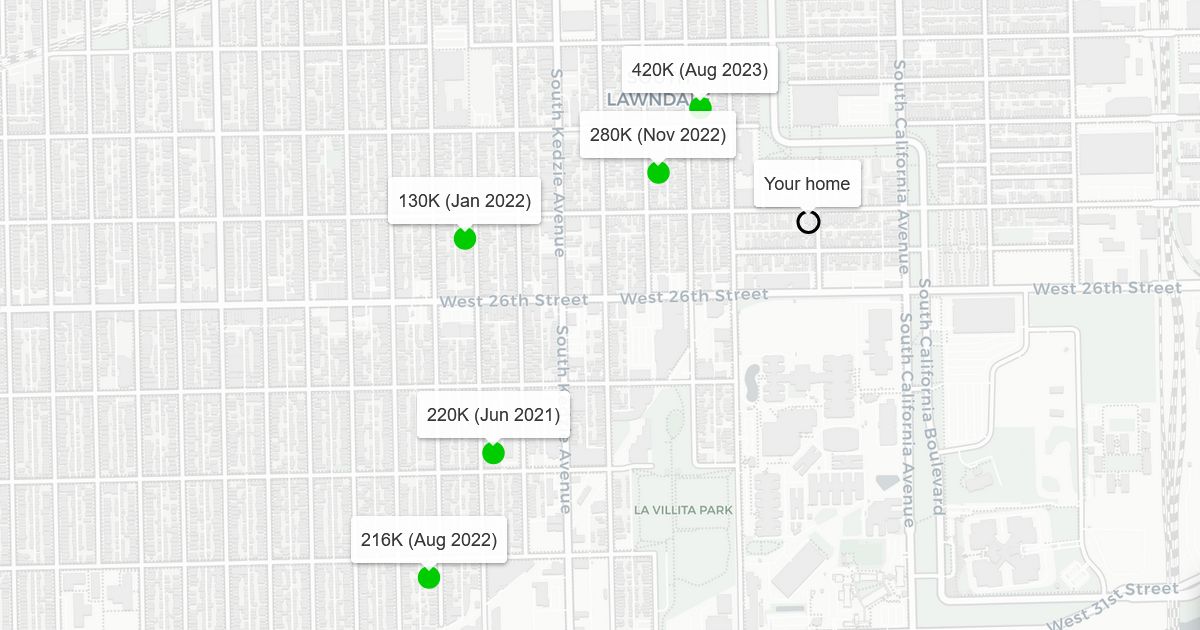 420K (Aug 2023)
LAWNDA
280K (Nov 2022)
Your home
130K (Jan 2022)
South Kedzie Avenue
South California Avenue
West 26th Street
West 26th Street
West 26th Street
South K
Avenue
South California Avenue
South California Boulevard
220K (Jun 2021)
LA VILLITA PARK
216K (Aug 2022)
West 31st Street